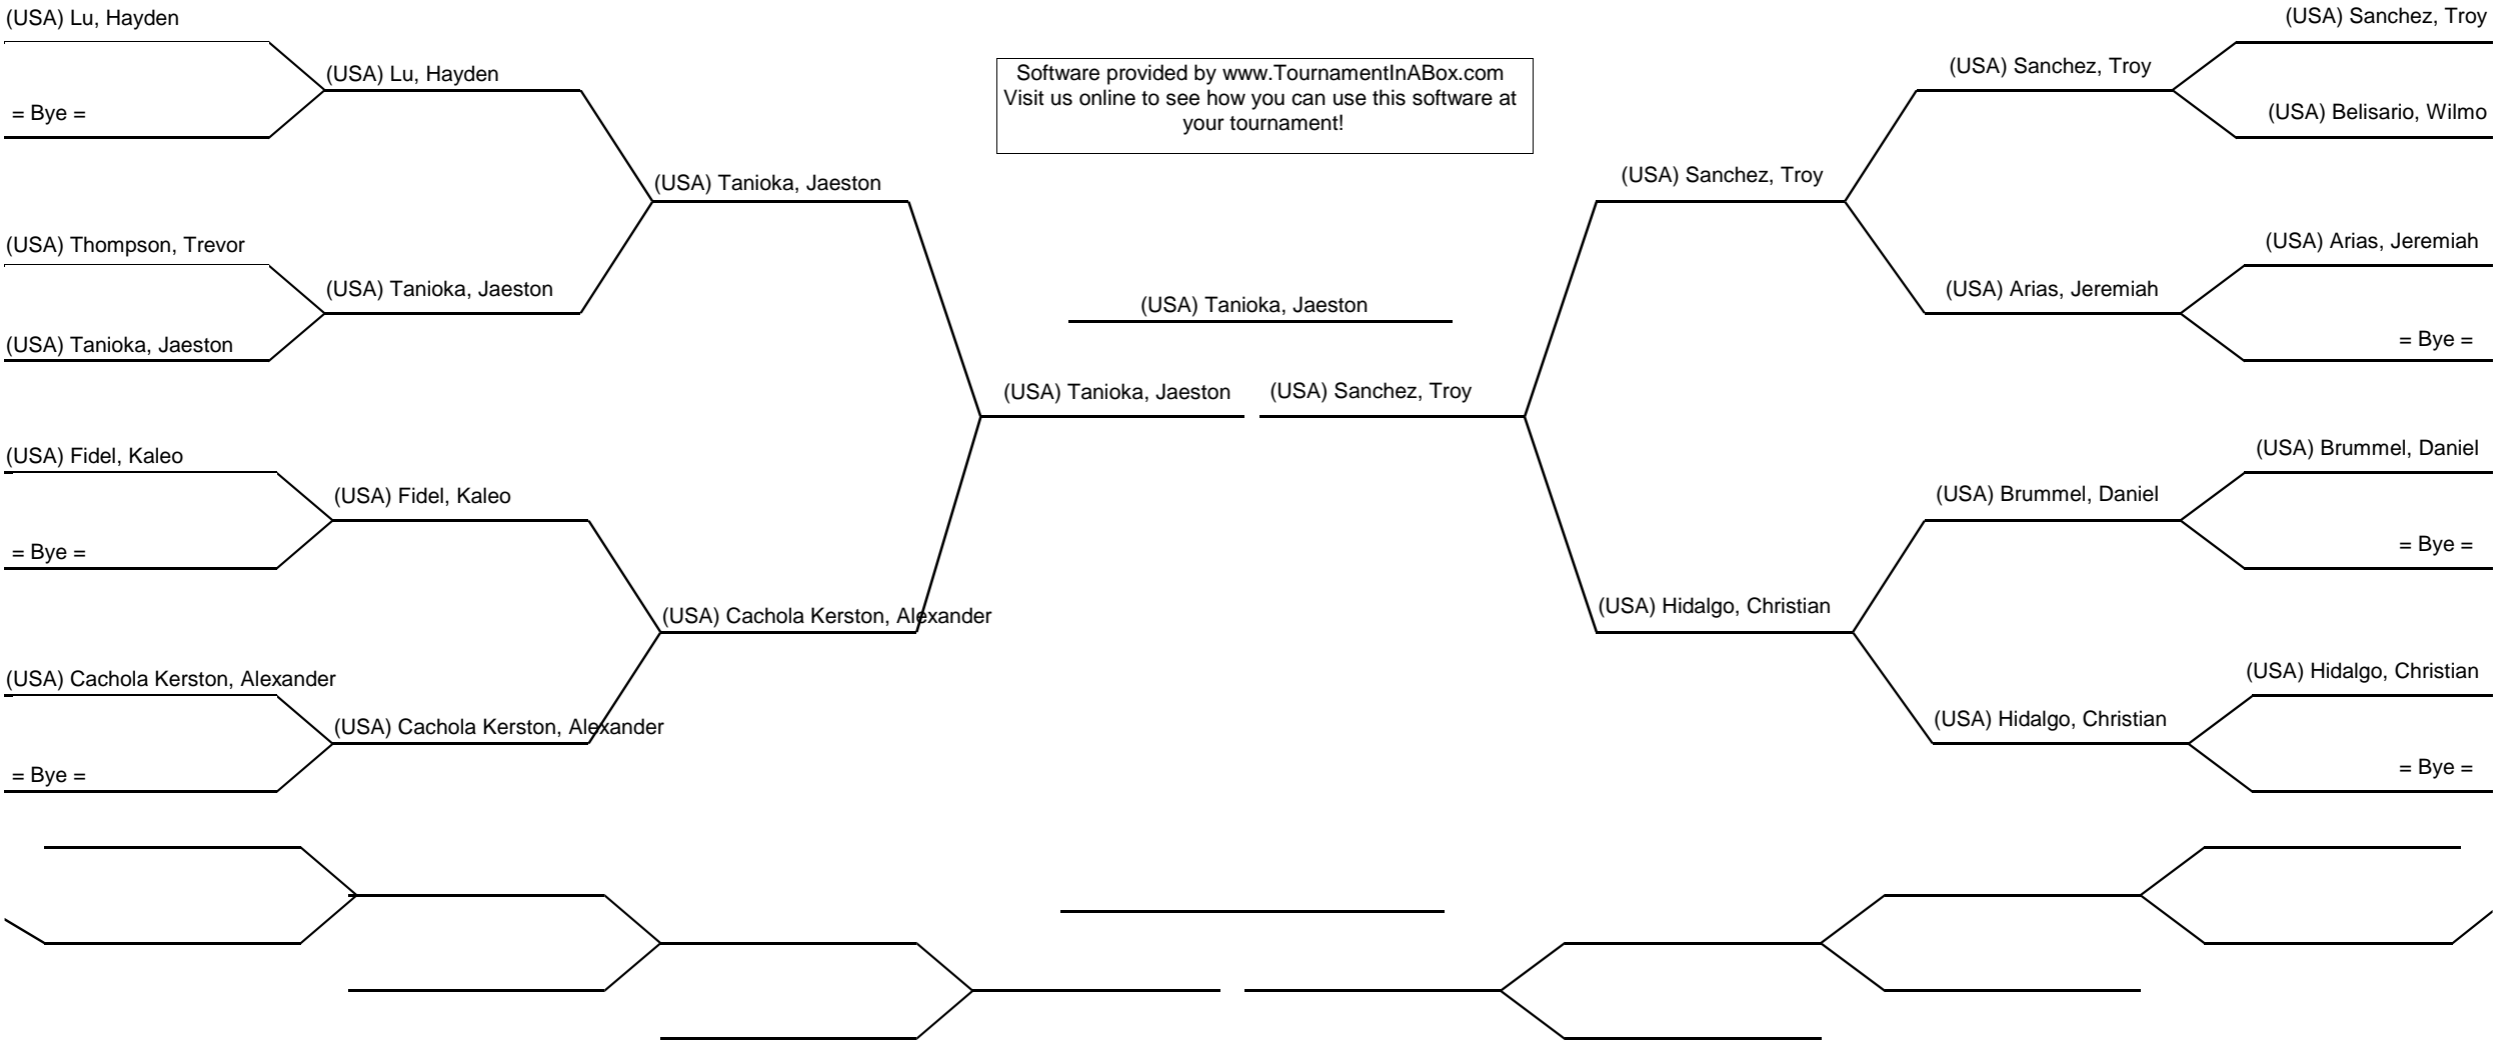 (USA) Lu, Hayden
(USA) Sanchez, Troy
(USA) Lu, Hayden
Software provided by www.TournamentInABox.com
Visit us online to see how you can use this software at
your tournament!
(USA) Sanchez, Troy
= Bye =
(USA) Belisario, Wilmo
(USA) Tanioka, Jaeston
(USA) Sanchez, Troy
(USA) Thompson, Trevor
(USA) Arias, Jeremiah
(USA) Tanioka, Jaeston
(USA) Tanioka, Jaeston
(USA) Arias, Jeremiah
(USA) Tanioka, Jaeston
= Bye =
(USA) Tanioka, Jaeston
(USA) Sanchez, Troy
(USA) Fidel, Kaleo
(USA) Brummel, Daniel
(USA) Fidel, Kaleo
(USA) Brummel, Daniel
= Bye =
= Bye =
(USA) Cachola Kerston, Alexander
(USA) Hidalgo, Christian
(USA) Cachola Kerston, Alexander
(USA) Hidalgo, Christian
(USA) Cachola Kerston, Alexander
(USA) Hidalgo, Christian
= Bye =
= Bye =